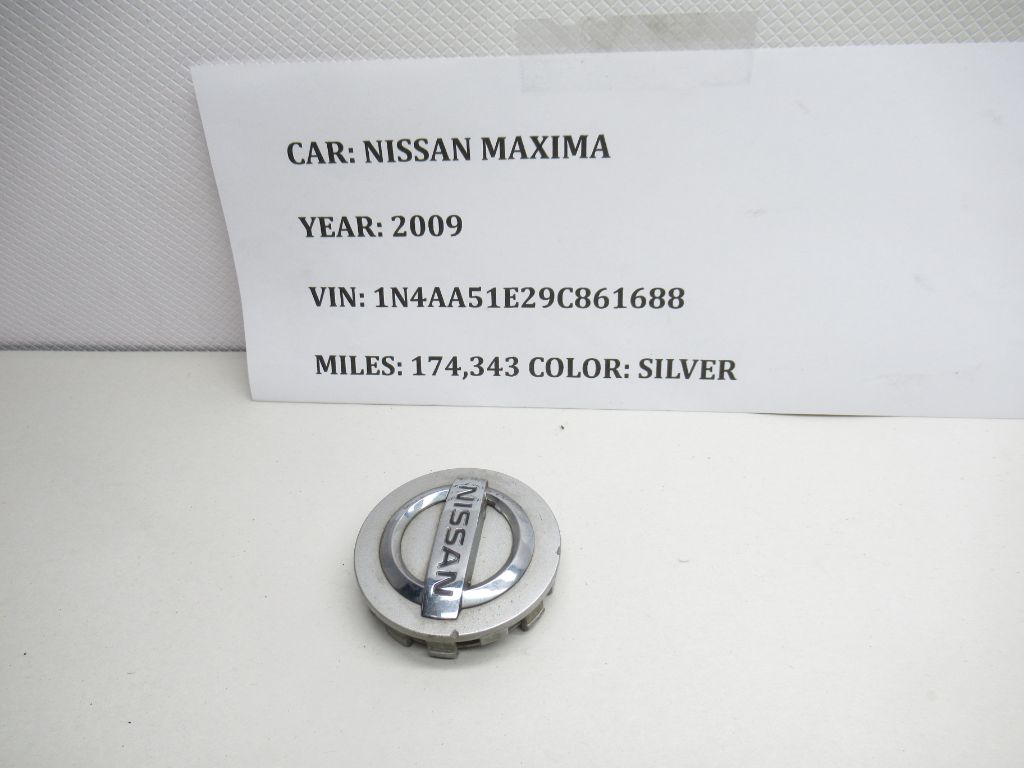 CAR: NISSAN MAXIMA
YEAR: 2009
VIN: 1N4AA51E29C861688
MILES: 174,343 COLOR: SILVER
NISSAN